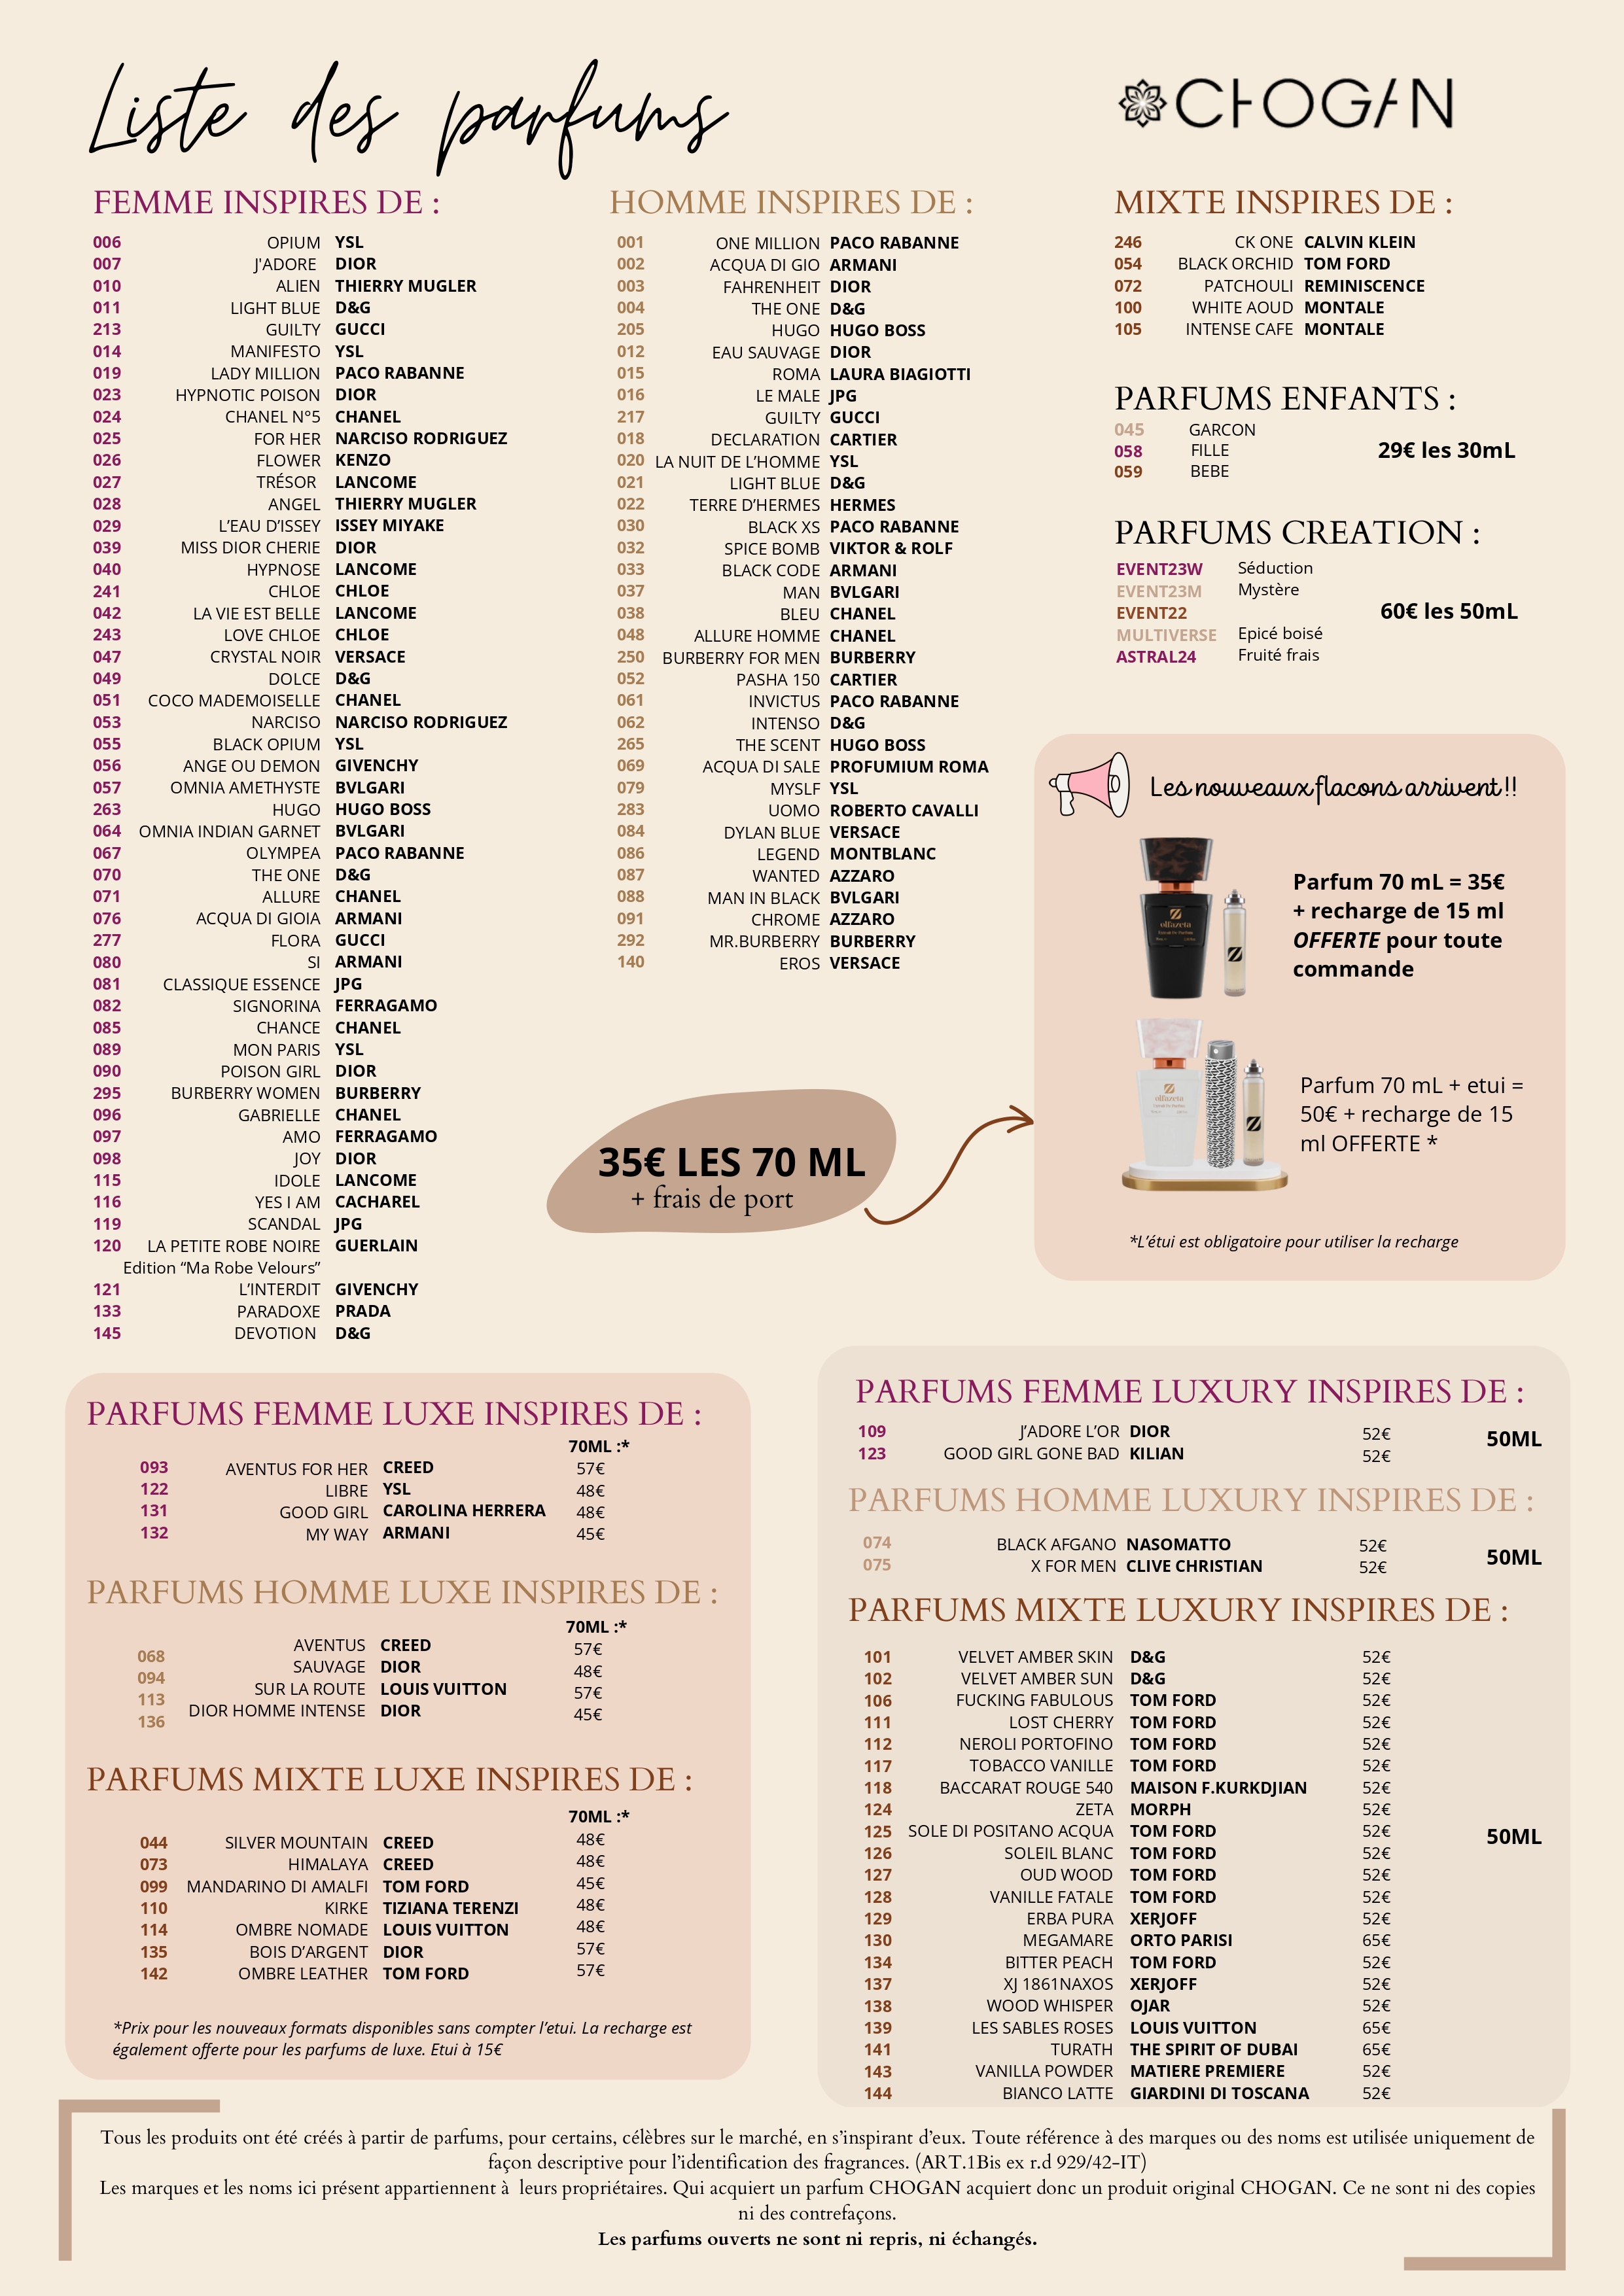 Liste des parfums
CHOGAN
FEMME INSPIRES DE :
006 OPIUM YSL
007 J'ADORE DIOR
010 ALIEN THIERRY MUGLER
011 LIGHT BLUE D&G
213 GUILTY GUCCI
014 MANIFESTO YSL
019 LADY MILLION PACO RABANNE
023 HYPNOTIC POISON DIOR
024 CHANEL N°5 CHANEL
025 FOR HER NARCISO RODRIGUEZ
026 FLOWER KENZO
027 TRÉSOR LANCOME
028 ANGEL THIERRY MUGLER
029 L'EAU D'ISSEY ISSEY MIYAKE
039 MISS DIOR CHERIE DIOR
040 HYPNOSE LANCOME
241 CHLOE CHLOE
042 LA VIE EST BELLE LANCOME
243 LOVE CHLOE CHLOE
047 CRYSTAL NOIR VERSACE
049 DOLCE D&G
051 COCO MADEMOISELLE CHANEL
053 NARCISO NARCISO RODRIGUEZ
055 BLACK OPIUM YSL
056 ANGE OU DEMON GIVENCHY
057 OMNIA AMETHYSTE BVLGARI
263 HUGO HUGO BOSS
064 OMNIA INDIAN GARNET BVLGARI
067 OLYMPEA PACO RABANNE
070 THE ONE D&G
071 ALLURE CHANEL
076 ACQUA DI GIOIA ARMANI
277 FLORA GUCCI
080 SI ARMANI
081 CLASSIQUE ESSENCE JPG
082 SIGNORINA FERRAGAMO
085 CHANCE CHANEL
089 MON PARIS YSL
090 POISON GIRL DIOR
295 BURBERRY WOMEN BURBERRY
096 GABRIELLE CHANEL
097 AMO FERRAGAMO
098 JOY DIOR
115 IDOLE LANCOME
116 YES I AM CACHAREL
119 SCANDAL JPG
120 LA PETITE ROBE NOIRE GUERLAIN
Edition “Ma Robe Velours”
121 L'INTERDIT GIVENCHY
133 PARADOXE PRADA
145 DEVOTION D&G
HOMME INSPIRES DE :
001 ONE MILLION PACO RABANNE
002 ACQUA DI GIO ARMANI
003 FAHRENHEIT DIOR
004 THE ONE D&G
205 HUGO HUGO BOSS
012 EAU SAUVAGE DIOR
015 ROMA LAURA BIAGIOTTI
016 LE MALE JPG
217 GUILTY GUCCI
018 DECLARATION CARTIER
020 LA NUIT DE L'HOMME YSL
021 LIGHT BLUE D&G
022 TERRE D'HERMES HERMES
030 BLACK XS PACO RABANNE
032 SPICE BOMB VIKTOR & ROLF
033 BLACK CODE ARMANI
037 MAN BVLGARI
038 BLEU CHANEL
048 ALLURE HOMME CHANEL
250 BURBERRY FOR MEN BURBERRY
052 PASHA 150 CARTIER
061 INVICTUS PACO RABANNE
062 INTENSO D&G
265 THE SCENT HUGO BOSS
069 ACQUA DI SALE PROFUMIUM ROMA
079 MYSLF YSL
283 UOMO ROBERTO CAVALLI
084 DYLAN BLUE VERSACE
086 LEGEND MONTBLANC
087 WANTED AZZARO
088 MAN IN BLACK BVLGARI
091 CHROME AZZARO
292 MR.BURBERRY BURBERRY
140 EROS VERSACE
35€ LES 70 ML
+ frais de port
MIXTE INSPIRES DE :
246 CK ONE CALVIN KLEIN
054 BLACK ORCHID TOM FORD
072 PATCHOULI REMINISCENCE
100 WHITE AOUD MONTALE
105 INTENSE CAFE MONTALE
PARFUMS ENFANTS :
045 GARCON
058 FILLE
059 BEBE
29€ les 30mL
PARFUMS CREATION :
EVENT23W Séduction
EVENT23M Mystère
EVENT22
MULTIVERSE Epicé boisé
ASTRAL24 Fruité frais
60€ les 50mL
Les nouveaux flacons arrivent !!
olfazeta
Parfum 70 mL = 35€
+ recharge de 15 ml
OFFERTE pour toute
commande
olfazeta
Parfum 70 mL + etui =
50€ + recharge de 15
ml OFFERTE *
*L'étui est obligatoire pour utiliser la recharge
PARFUMS FEMME LUXE INSPIRES DE :
70ML :*
093 AVENTUS FOR HER CREED 57€
122 LIBRE YSL 48€
131 GOOD GIRL CAROLINA HERRERA 48€
132 MY WAY ARMANI 45€
PARFUMS HOMME LUXE INSPIRES DE :
70ML :*
068 AVENTUS CREED 57€
094 SAUVAGE DIOR 48€
113 SUR LA ROUTE LOUIS VUITTON 57€
136 DIOR HOMME INTENSE DIOR 45€
PARFUMS MIXTE LUXE INSPIRES DE :
70ML :*
044 SILVER MOUNTAIN CREED 48€
073 HIMALAYA CREED 48€
099 MANDARINO DI AMALFI TOM FORD 45€
110 KIRKE TIZIANA TERENZI 48€
114 OMBRE NOMADE LOUIS VUITTON 48€
135 BOIS D'ARGENT DIOR 57€
142 OMBRE LEATHER TOM FORD 57€
*Prix pour les nouveaux formats disponibles sans compter l'etui. La recharge est
également offerte pour les parfums de luxe. Etui à 15€
PARFUMS FEMME LUXURY INSPIRES DE :
109 J'ADORE L'OR DIOR 52€
123 GOOD GIRL GONE BAD KILIAN 52€
50ML
PARFUMS HOMME LUXURY INSPIRES DE :
074 BLACK AFGANO NASOMATTO 52€
075 X FOR MEN CLIVE CHRISTIAN 52€
50ML
PARFUMS MIXTE LUXURY INSPIRES DE :
101 VELVET AMBER SKIN D&G 52€
102 VELVET AMBER SUN D&G 52€
106 FUCKING FABULOUS TOM FORD 52€
111 LOST CHERRY TOM FORD 52€
112 NEROLI PORTOFINO TOM FORD 52€
117 TOBACCO VANILLE TOM FORD 52€
118 BACCARAT ROUGE 540 MAISON F.KURKDJIAN 52€
124 ZETA MORPH 52€
125 SOLE DI POSITANO ACQUA TOM FORD 52€
126 SOLEIL BLANC TOM FORD 52€
127 OUD WOOD TOM FORD 52€
128 VANILLE FATALE TOM FORD 52€
129 ERBA PURA XERJOFF 52€
130 MEGAMARE ORTO PARISI 65€
134 BITTER PEACH TOM FORD 52€
137 XJ 1861NAXOS XERJOFF 52€
138 WOOD WHISPER OJAR 52€
139 LES SABLES ROSES LOUIS VUITTON 65€
141 TURATH THE SPIRIT OF DUBAI 65€
143 VANILLA POWDER MATIERE PREMIERE 52€
144 BIANCO LATTE GIARDINI DI TOSCANA 52€
50ML
Tous les produits ont été créés à partir de parfums, pour certains, célèbres sur le marché, en s'inspirant d'eux. Toute référence à des marques ou des noms est utilisée uniquement de
façon descriptive pour l'identification des fragrances. (ART.1Bis ex r.d 929/42-IT)
Les marques et les noms ici présent appartiennent à leurs propriétaires. Qui acquiert un parfum CHOGAN acquiert donc un produit original CHOGAN. Ce ne sont ni des copies
ni des contrefaçons.
Les parfums ouverts ne sont ni repris, ni échangés.